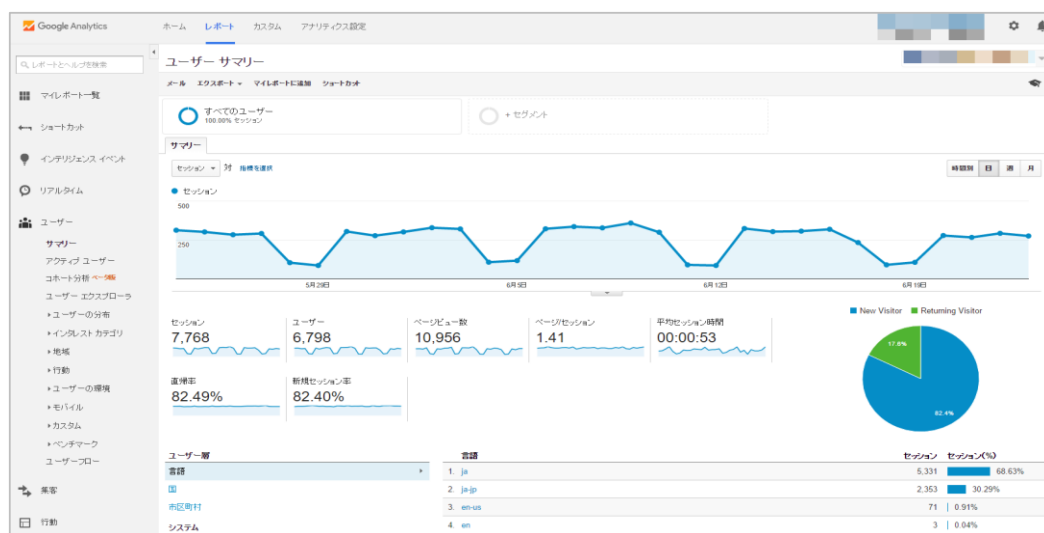 Google Analytics
ホーム レポート カスタム アナリティクス設定
レポートとヘルプを検索
ユーザー サマリー
メール エクスポート マイレポートに追加 ショートカット
マイレポート一覧
すべてのユーザー
100.00% セッション
+ セグメント
ショートカット
サマリー
インテリジェンス イベント
セッション 対 指標を選択
時間別 日 週 月
リアルタイム
セッション
500
250
ユーザー
サマリー
アクティブ ユーザー
コホート分析 ベータ版
ユーザー エクスプローラ
ユーザーの分布
インタレスト カテゴリ
地域
行動
ユーザーの環境
モバイル
カスタム
ベンチマーク
ユーザーフロー
集客
行動
5月29日 6月5日 6月12日 6月19日
セッション
7,768
ユーザー
6,798
ページビュー数
10,956
ページ/セッション
1.41
平均セッション時間
00:00:53
直帰率
82.49%
新規セッション率
82.40%
New Visitor Returning Visitor
17.6%
82.4%
ユーザー層
言語
国
市区町村
システム
言語 セッション セッション(%)
1. ja 5,331 68.63%
2. ja-jp 2,353 30.29%
3. en-us 71 0.91%
4. en 3 0.04%